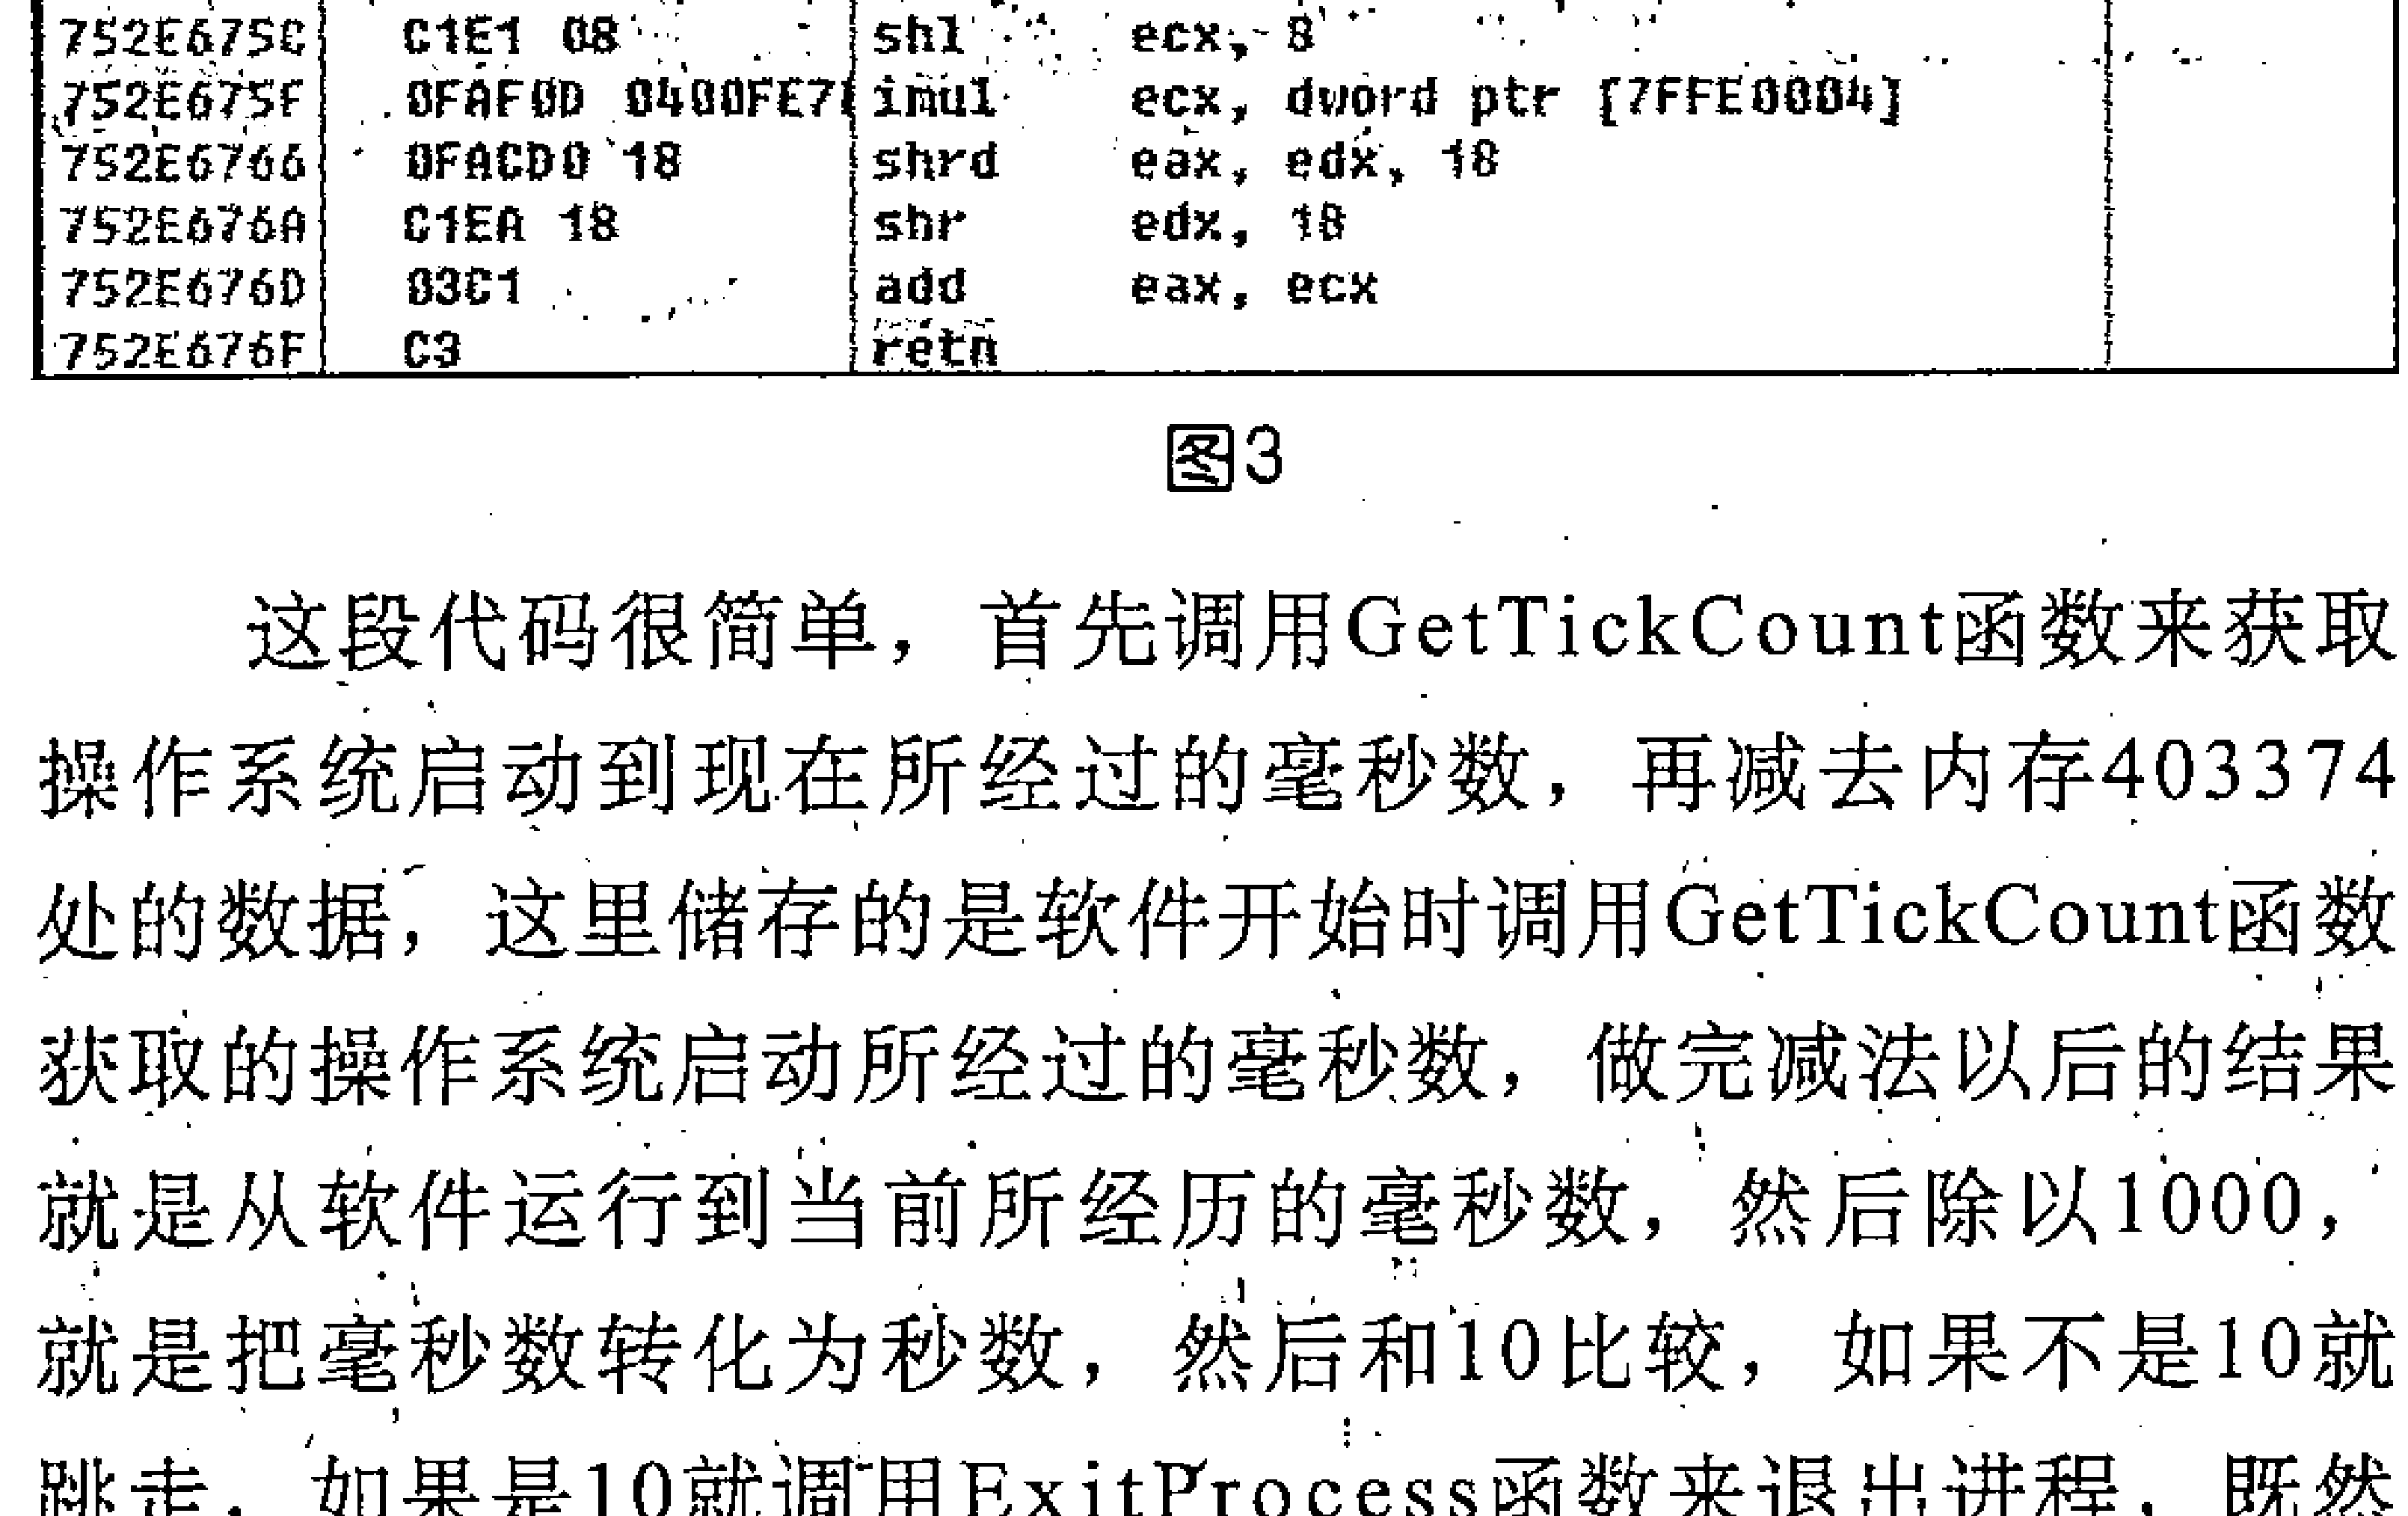 752E675C C1E1 08 shl ecx, 8
752E675F 0FAF0D 0400FE7 imul ecx, dword ptr [7FFE0004]
752E6766 0FACD0 18 shrd eax, edx, 18
752E676A C1EA 18 shr edx, 18
752E676D 03C1 add eax, ecx
752E676F C3 retn
图3
这段代码很简单，首先调用GetTickCount函数来获取
操作系统启动到现在所经过的毫秒数，再减去内存403374
处的数据，这里储存的是软件开始时调用GetTickCount函数
获取的操作系统启动所经过的毫秒数，做完减法以后的结果
就是从软件运行到当前所经历的毫秒数，然后除以1000，
就是把毫秒数转化为秒数，然后和10比较，如果不是10就
跳走，如果是10就调用ExitProcess函数来退出进程，既然